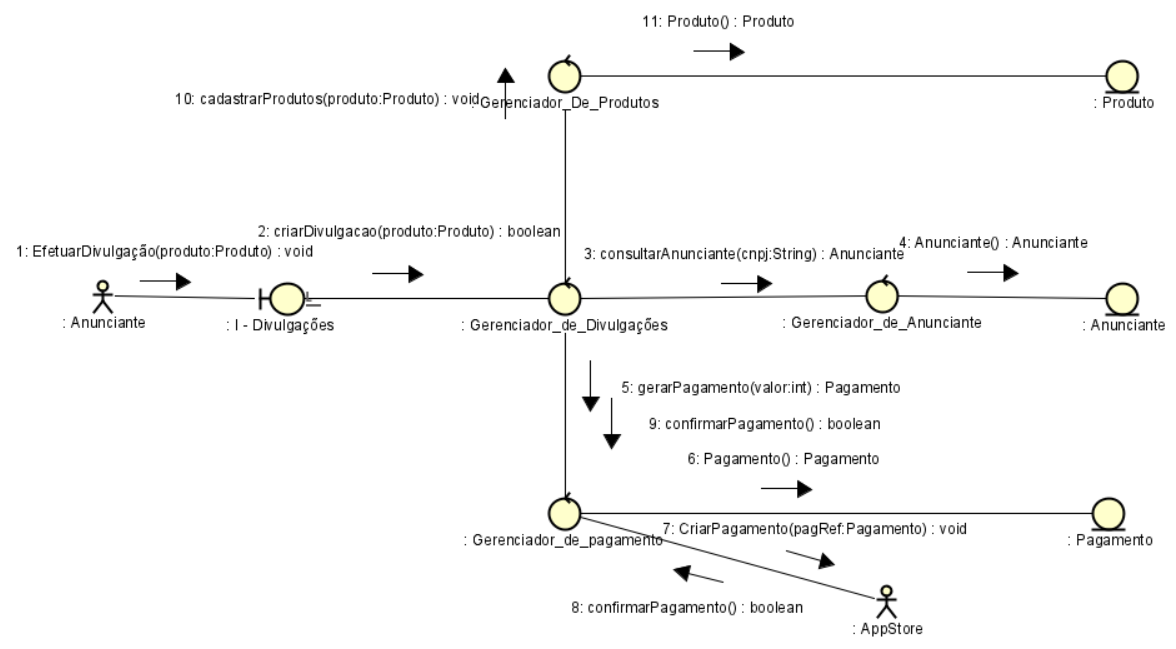 11: Produto() : Produto
10: cadastrarProdutos(produto:Produto) : void
: Gerenciador_De_Produtos
: Produto
2: criarDivulgacao(produto:Produto) : boolean
1: EfetuarDivulgação(produto:Produto) : void
3: consultarAnunciante(cnpj:String) : Anunciante
4: Anunciante() : Anunciante
: Anunciante
: I - Divulgações
: Gerenciador_de_Divulgações
: Gerenciador_de_Anunciante
: Anunciante
5: gerarPagamento(valor:int) : Pagamento
9: confirmarPagamento() : boolean
6: Pagamento() : Pagamento
7: CriarPagamento(pagRef:Pagamento) : void
: Gerenciador_de_pagamento
: Pagamento
8: confirmarPagamento() : boolean
: AppStore